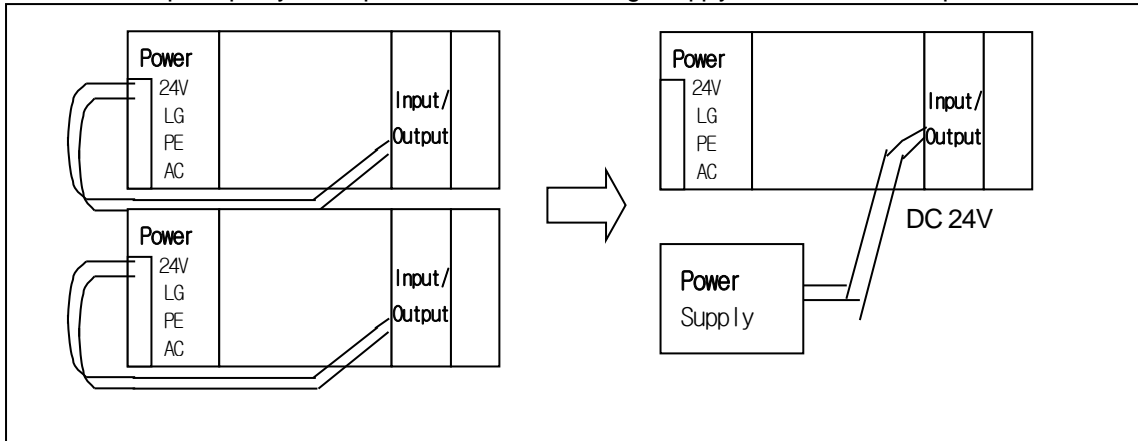 Power
24V
LG
PE
AC
Input/
Output
Power
24V
LG
PE
AC
Input/
Output
Power
24V
LG
PE
AC
Input/
Output
DC 24V
Power
Supply